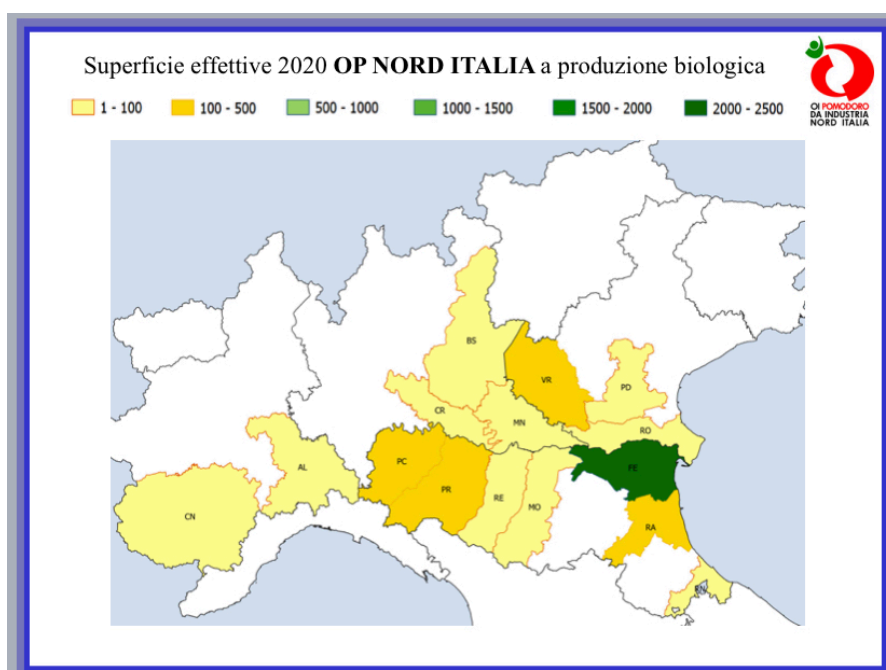 Superficie effettive 2020 OP NORD ITALIA a produzione biologica
OI POMODORO
DA INDUSTRIA
NORD ITALIA
1 - 100
100 - 500
500 - 1000
1000 - 1500
1500 - 2000
2000 - 2500
BS
VR
PD
CR
MN
RO
PC
FE
AL
PR
RE
MO
CN
RA
RN